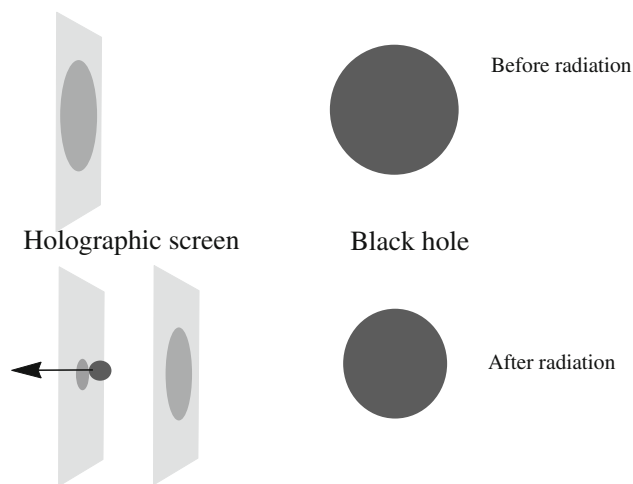 Before radiation
Holographic screen
Black hole
After radiation